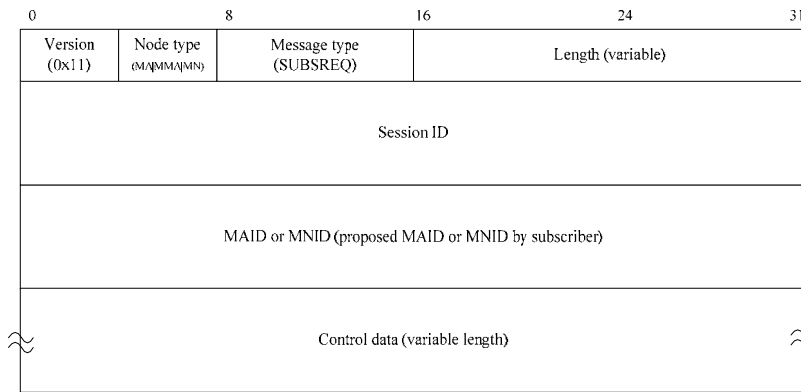 0 8 16 24 31
Version
(0x11)
Node type
(MA|MMA|MN)
Message type
(SUBSREQ)
Length (variable)
Session ID
MAID or MNID (proposed MAID or MNID by subscriber)
Control data (variable length)